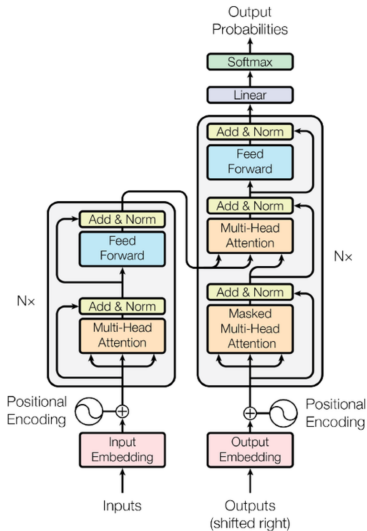 Output
Probabilities
Softmax
Linear
Add & Norm
Feed
Forward
Add & Norm
Multi-Head
Attention
Nx
Add & Norm
Masked
Multi-Head
Attention
Positional
Encoding
Output
Embedding
Outputs
(shifted right)
Add & Norm
Feed
Forward
Nx
Add & Norm
Multi-Head
Attention
Positional
Encoding
Input
Embedding
Inputs